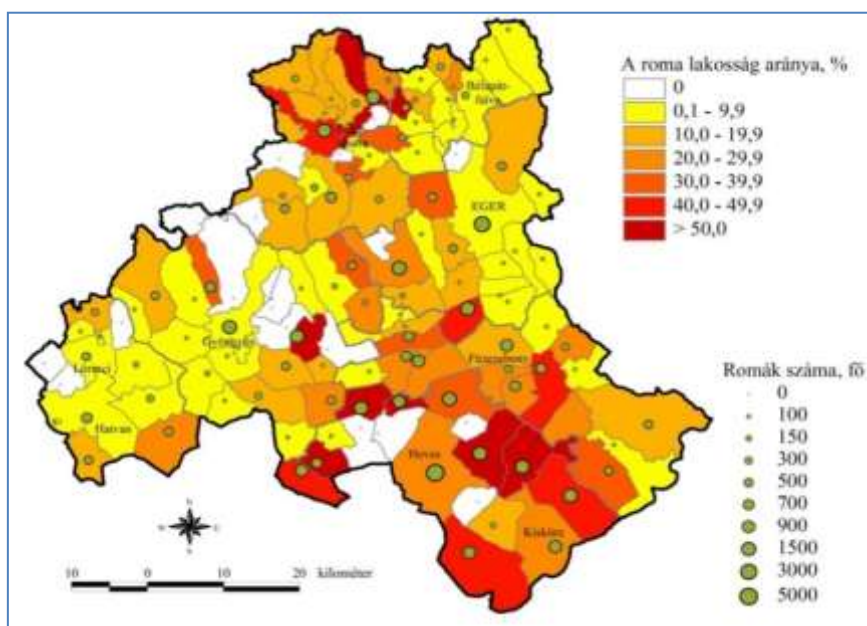 A roma lakosság aránya, %
0
0,1 - 9,9
10,0 - 19,9
20,0 - 29,9
30,0 - 39,9
40,0 - 49,9
> 50,0
EGER
Gyöngyös
Füzesabony
Lőrinci
Hatvan
Heves
Kisköre
Romák száma, fő
0
100
150
300
500
700
900
1500
3000
5000
10 0 10 20 kilométer